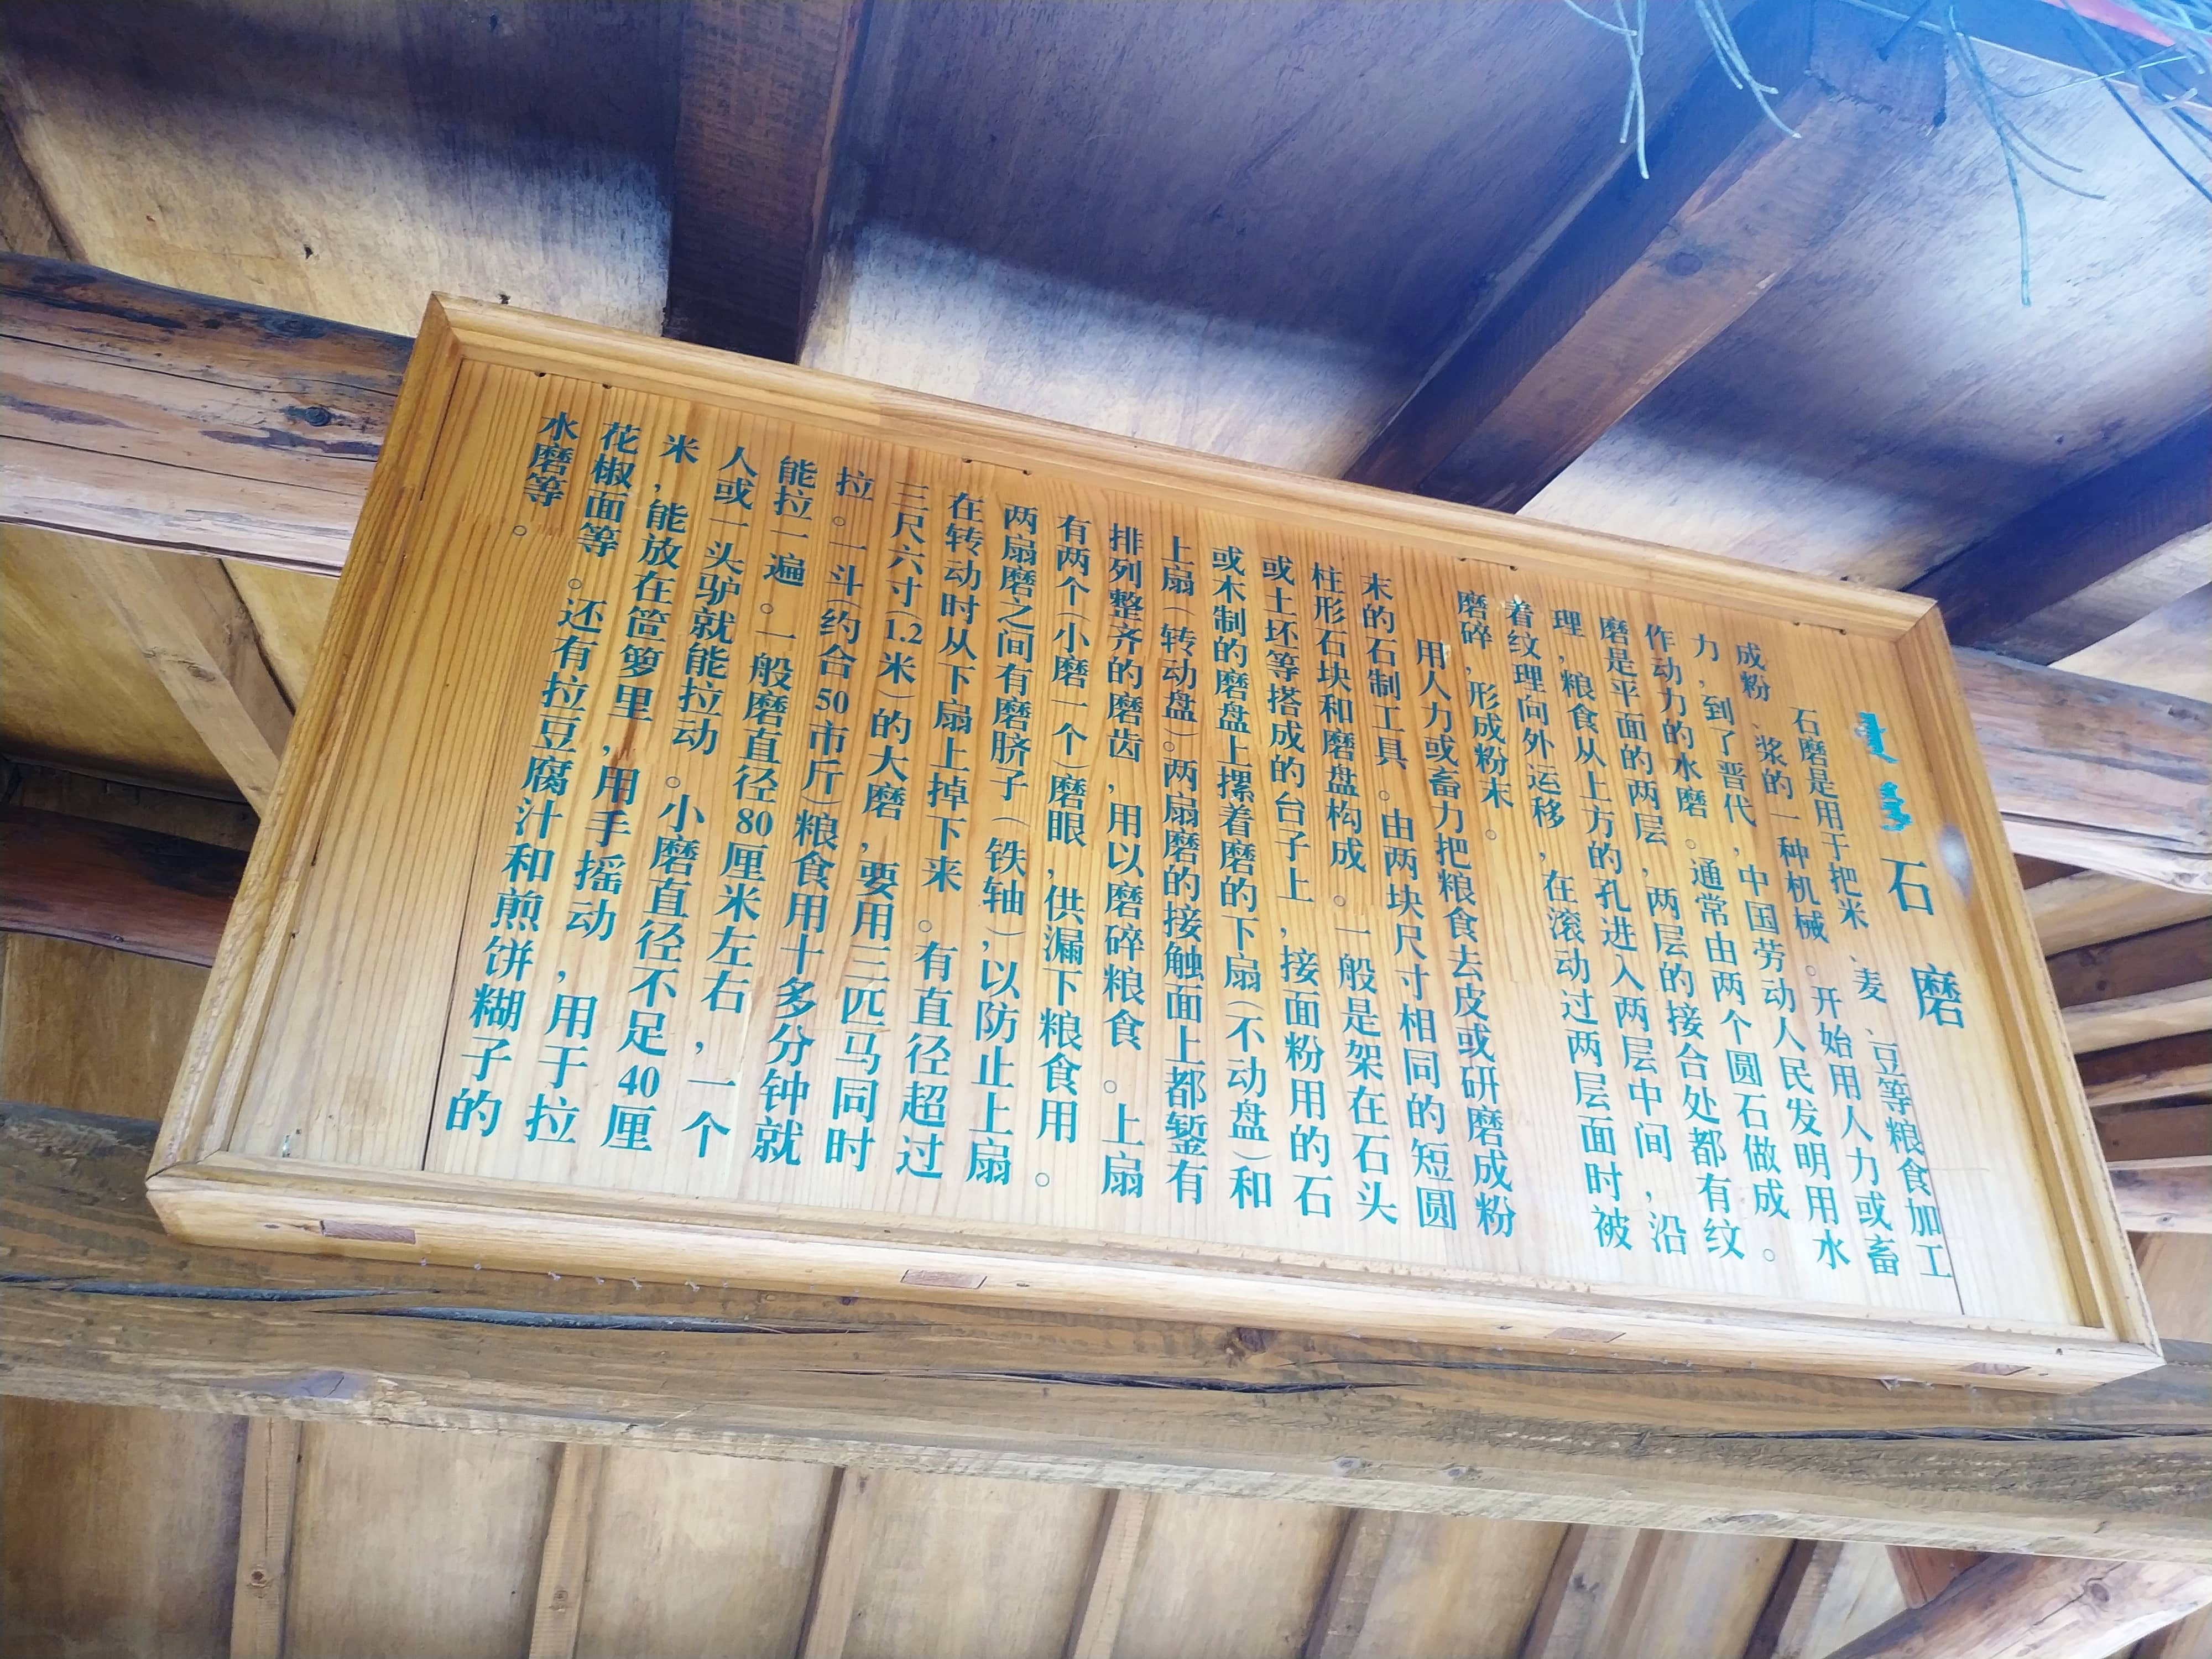 石磨
石磨是用于把米、麦、豆等粮食加工
成粉、浆的一种机械。开始用人力或畜
力，到了晋代，中国劳动人民发明用水
作动力的水磨。通常由两个圆石做成。
磨是平面的两层，两层的接合处都有纹
理，粮食从上方的孔进入两层中间，沿
着纹理向外运移，在滚动过两层面时被
磨碎，形成粉末。
用人力或畜力把粮食去皮或研磨成粉
末的石制工具。由两块尺寸相同的短圆
柱形石块和磨盘构成。一般是架在石头
或土坯等搭成的台子上，接面粉用的石
或木制的磨盘上摞着磨的下扇（不动盘）和
上扇（转动盘）。两扇磨的接触面上都錾有
排列整齐的磨齿，用以磨碎粮食。上扇
有两个（小磨一个）磨眼，供漏下粮食用。
两扇磨之间有磨脐子（铁轴），以防止上扇
在转动时从下扇上掉下来。有直径超过
三尺六寸（1.2米）的大磨，要用三匹马同时
拉。一斗（约合50市斤）粮食用十多分钟就
能拉一遍。一般磨直径80厘米左右，一个
人或一头驴就能拉动。小磨直径不足40厘
米，能放在笸箩里，用手摇动，用于拉
花椒面等。还有拉豆腐汁和煎饼糊子的
水磨等。